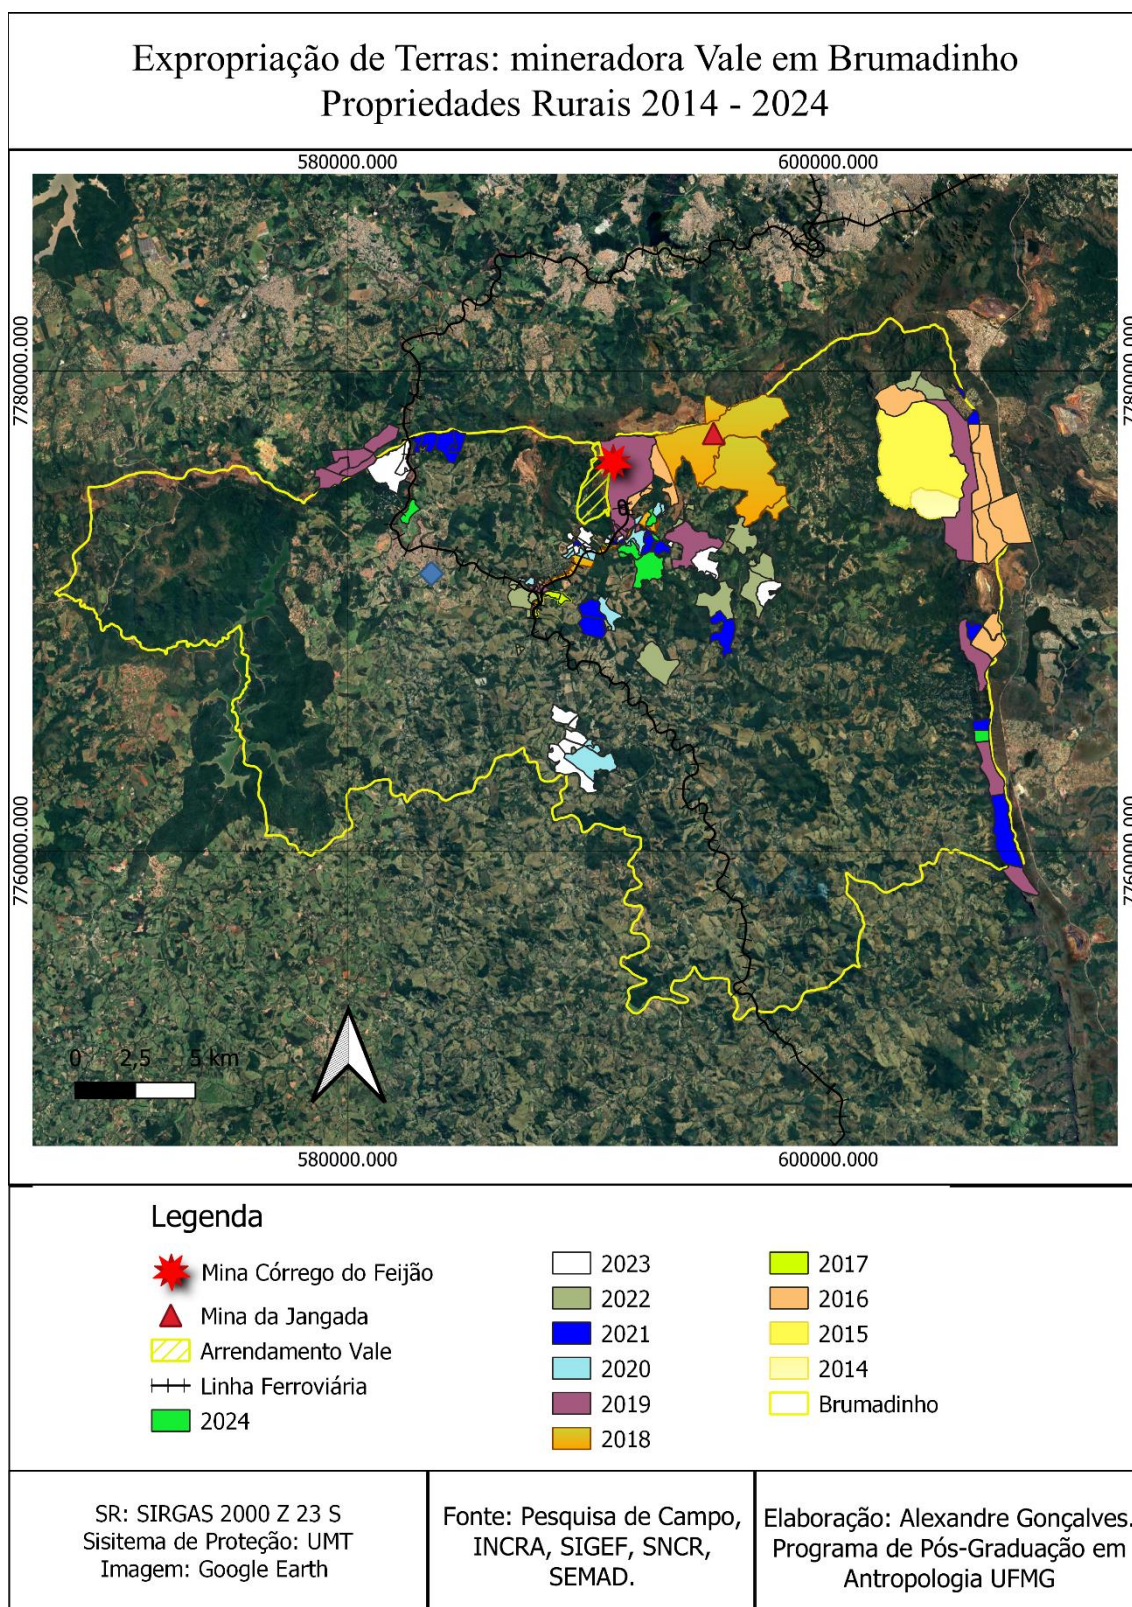 Expropriação de Terras: mineradora Vale em Brumadinho
Propriedades Rurais 2014 - 2024
580000.000
600000.000
7780000.000
7780000.000
7760000.000
7760000.000
0 2,5 5 km
580000.000
600000.000
Legenda
Mina Córrego do Feijão
Mina da Jangada
Arrendamento Vale
Linha Ferroviária
2024
2023
2022
2021
2020
2019
2018
2017
2016
2015
2014
Brumadinho
SR: SIRGAS 2000 Z 23 S
Sisitema de Proteção: UMT
Imagem: Google Earth
Fonte: Pesquisa de Campo,
INCRA, SIGEF, SNCR,
SEMAD.
Elaboração: Alexandre Gonçalves.
Programa de Pós-Graduação em
Antropologia UFMG